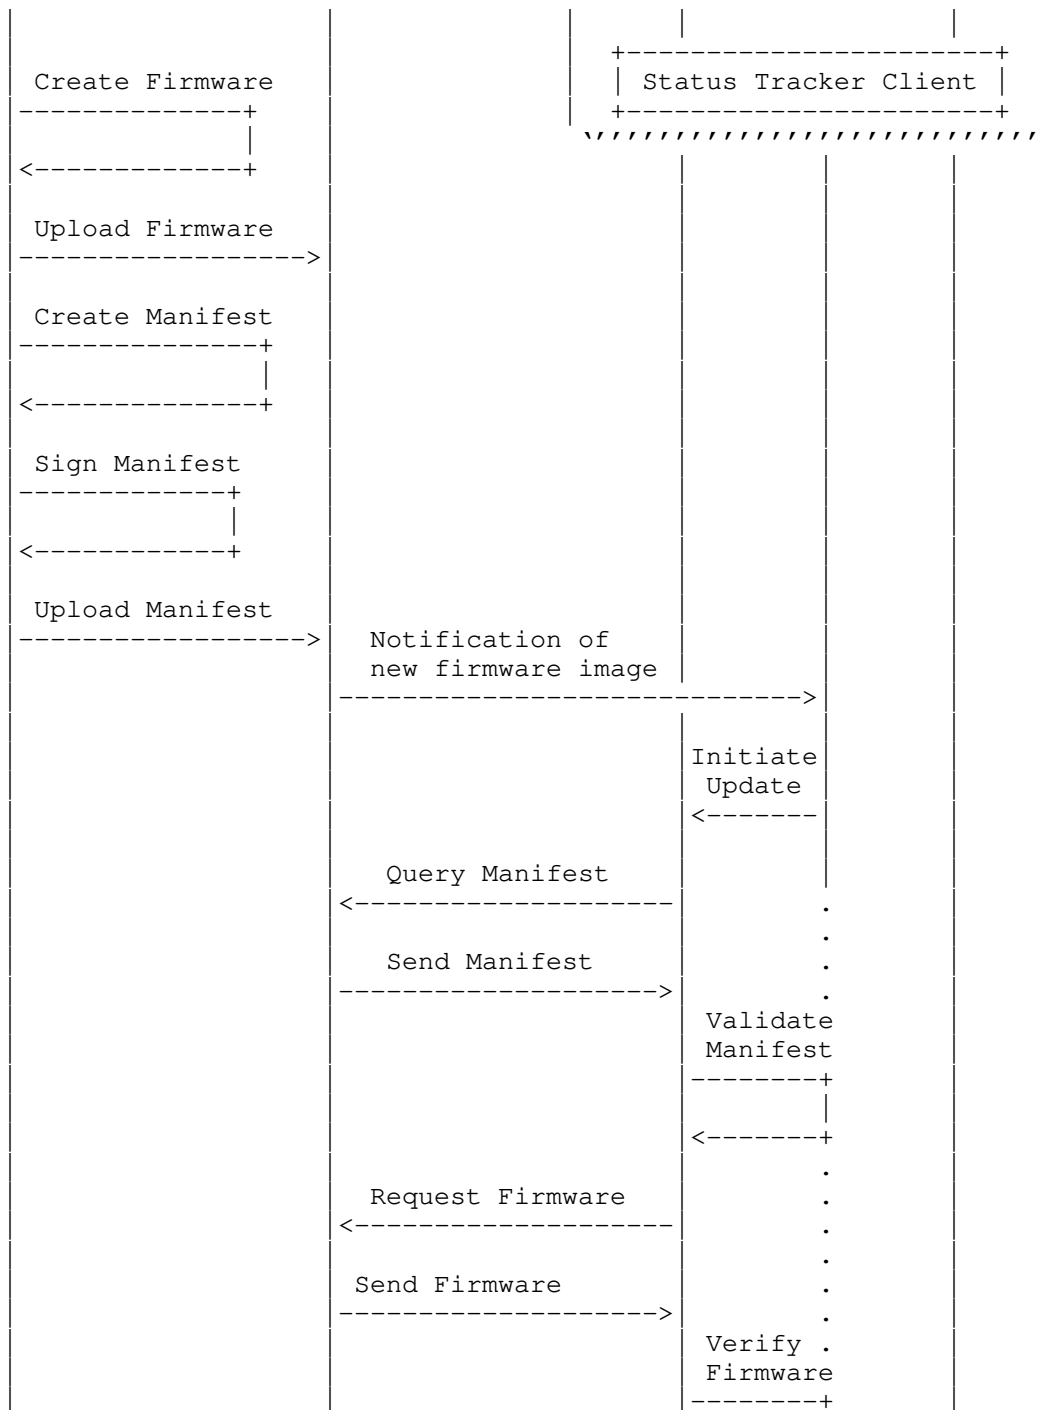 Status Tracker Client
Create Firmware
Upload Firmware
Create Manifest
Sign Manifest
Upload Manifest
Notification of
new firmware image
Initiate
Update
Query Manifest
Send Manifest
Validate
Manifest
Request Firmware
Send Firmware
Verify
Firmware